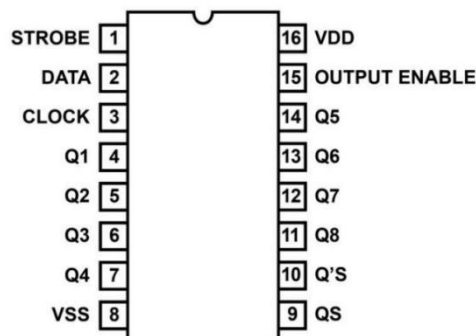 STROBE 1 16 VDD
DATA 2 15 OUTPUT ENABLE
CLOCK 3 14 Q5
Q1 4 13 Q6
Q2 5 12 Q7
Q3 6 11 Q8
Q4 7 10 Q'S
VSS 8 9 QS